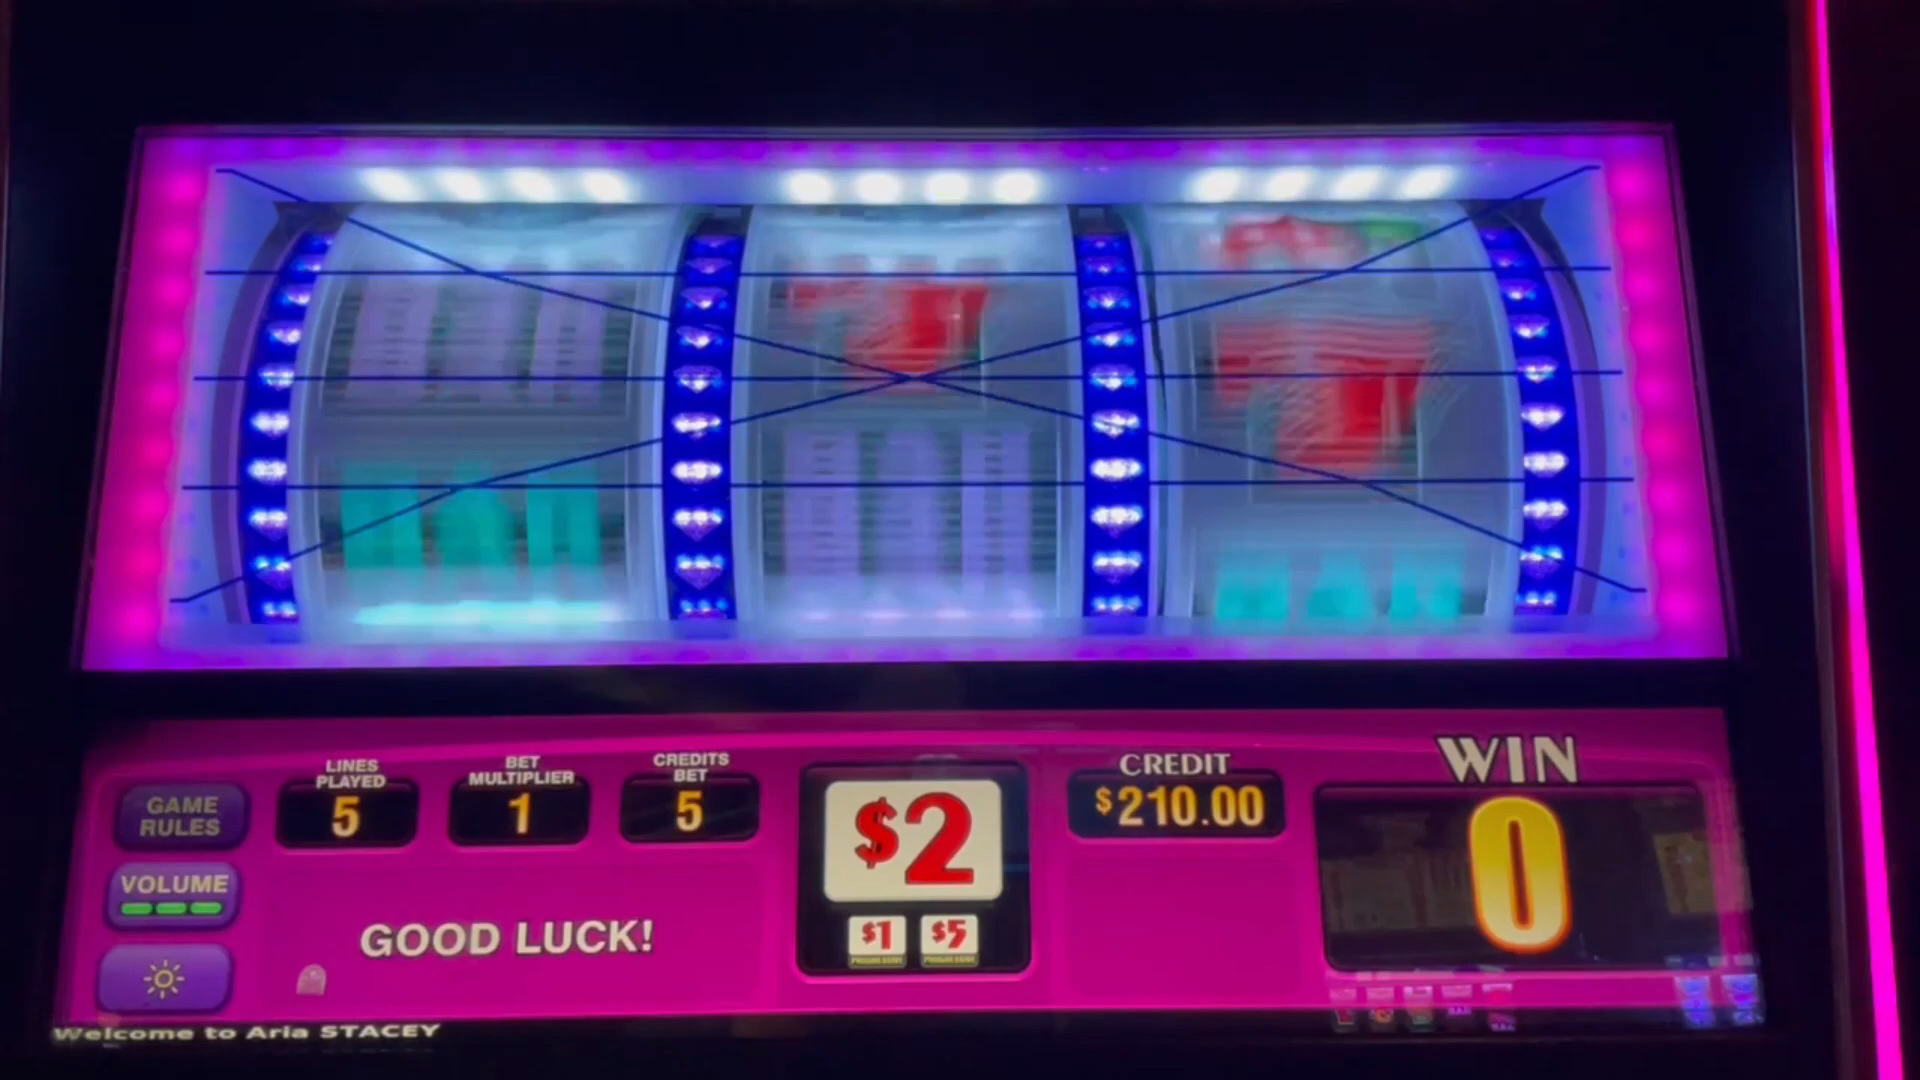 LINES
PLAYED
5
BET
MULTIPLIER
1
CREDITS
BET
5
$2
$1
$5
CREDIT
$210.00
WIN
0
GAME
RULES
VOLUME
GOOD LUCK!
Welcome to Aria STACEY